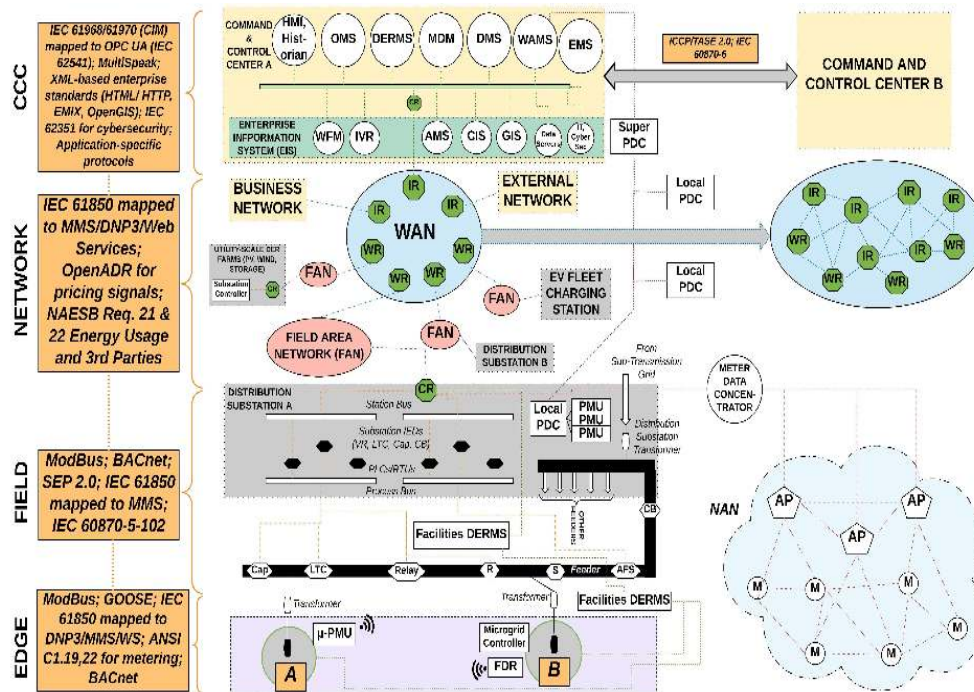 CCC
IEC 61968/61970 (CIM)
mapped to OPC UA (IEC
62541); MultiSpeak;
XML-based enterprise
standards (HTML/ HTTP,
EMIX, OpenGIS); IEC
62351 for cybersecurity;
Application-specific
protocols
COMMAND
&
CONTROL
CENTER A
HMI,
Hist-
orian
OMS
DERMS
MDM
DMS
WAMS
EMS
CR
ENTERPRISE
INFPORMATION
SYSTEM (EIS)
WFM
IVR
AMS
CIS
GIS
Data
Servers
IT,
Cyber
Sec
ICCP/TASE 2.0; IEC
60870-6
COMMAND AND
CONTROL CENTER B
Super
PDC
Local
PDC
Local
PDC
NETWORK
IEC 61850 mapped
to MMS/DNP3/Web
Services;
OpenADR for
pricing signals;
NAESB Req. 21 &
22 Energy Usage
and 3rd Parties
BUSINESS
NETWORK
EXTERNAL
NETWORK
IR
IR
IR
WAN
WR
WR
WR
WR
UTILITY-SCALE DER
FARMS (PV, WIND,
STORAGE)
Substation
Controller
CR
FAN
FAN
FAN
FIELD AREA
NETWORK (FAN)
EV FLEET
CHARGING
STATION
DISTRIBUTION
SUBSTATION B
IR
IR
IR
IR
IR
WR
IR
WR
WR
WR
FIELD
ModBus; BACnet;
SEP 2.0; IEC 61850
mapped to MMS;
IEC 60870-5-102
DISTRIBUTION
SUBSTATION A
CR
Station Bus
Substation IEDs
(VR, LTC, Cap, CB)
PLCs/RTUs
Process Bus
Local
PDC
PMU
PMU
PMU
From
Sub-Transmission
Grid
Distribution
Substation
Transformer
OTHER
FEEDERS
CB
Facilities DERMS
Cap
LTC
Relay
R
S
Feeder
AFS
METER
DATA
CONCEN-
TRATOR
NAN
AP
AP
AP
M
M
M
M
M
M
M
EDGE
ModBus; GOOSE; IEC
61850 mapped to
DNP3/MMS/WS; ANSI
C1.19,22 for metering;
BACnet
Transformer
Transformer
Facilities DERMS
μ-PMU
A
Microgrid
Controller
FDR
B